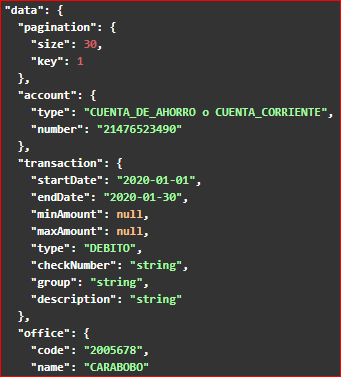 "data": {
"pagination": {
"size": 30,
"key": 1
},
"account": {
"type": "CUENTA_DE_AHORRO o CUENTA_CORRIENTE",
"number": "21476523490"
},
"transaction": {
"startDate": "2020-01-01",
"endDate": "2020-01-30",
"minAmount": null,
"maxAmount": null,
"type": "DEBITO",
"checkNumber": "string",
"group": "string",
"description": "string"
},
"office": {
"code": "2005678",
"name": "CARABOBO"